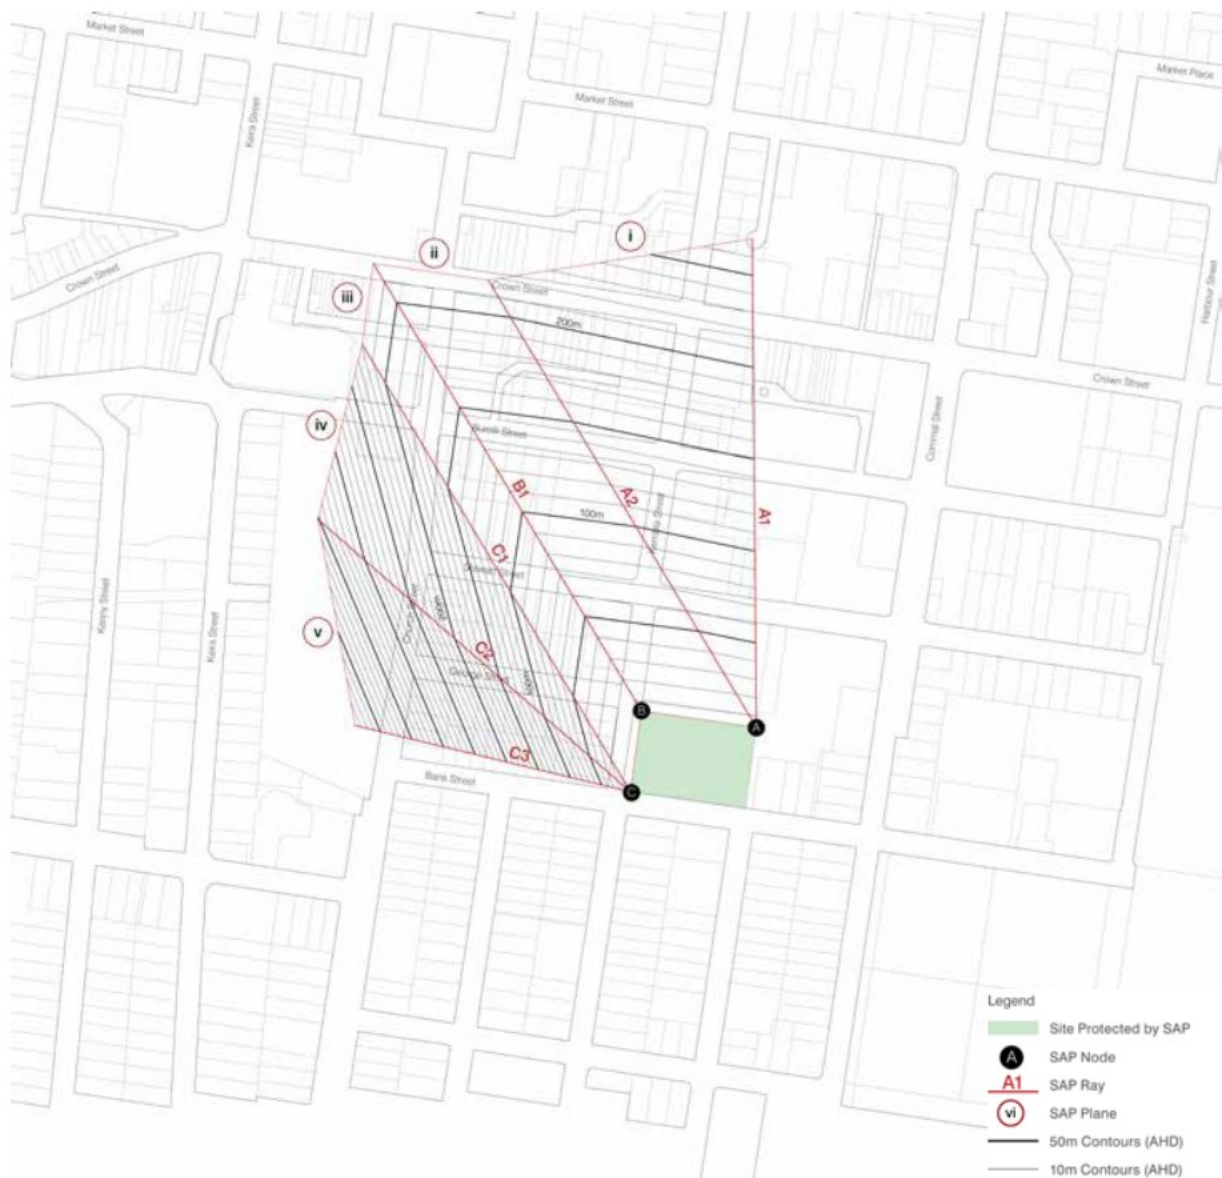 Market Street
Market Place
Market Street
Keira Street
i
ii
Crown Street
Crown Street
iii
Harbour Street
200m
Crown Street
Corrimal Street
iv
Burelli Street
B1
A2
A1
100m
Kenny Street
Keira Street
Church Street
C1
Stewart Street
v
C2
George Street
B
A
C3
Bank Street
C
Legend
Site Protected by SAP
A
SAP Node
A1
SAP Ray
vi
SAP Plane
50m Contours (AHD)
10m Contours (AHD)